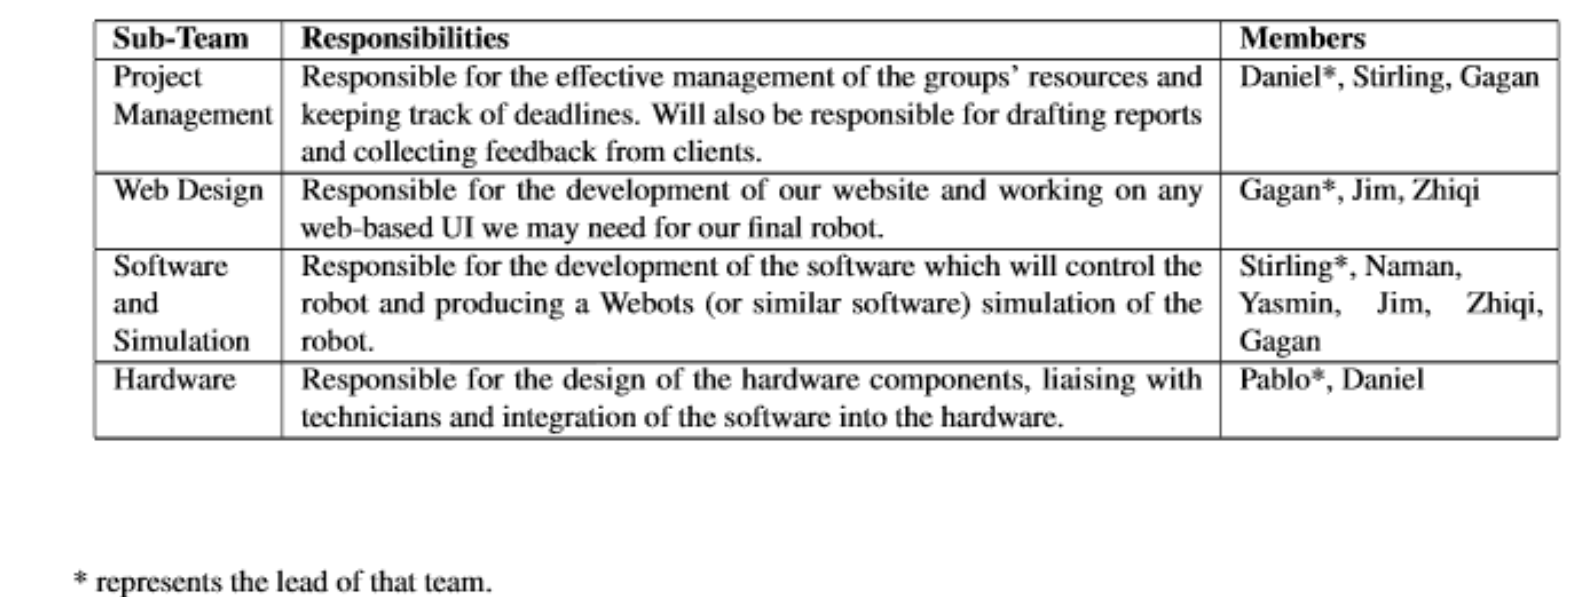 Sub-Team Responsibilities Members
Project Responsible for the effective management of the groups' resources and Daniel*, Stirling, Gagan
Management keeping track of deadlines. Will also be responsible for drafting reports
and collecting feedback from clients.
Web Design Responsible for the development of our website and working on any Gagan*, Jim, Zhiqi
web-based UI we may need for our final robot.
Software Responsible for the development of the software which will control the Stirling*, Naman,
and robot and producing a Webots (or similar software) simulation of the Yasmin, Jim, Zhiqi,
Simulation robot. Gagan
Hardware Responsible for the design of the hardware components, liaising with Pablo*, Daniel
technicians and integration of the software into the hardware.
* represents the lead of that team.